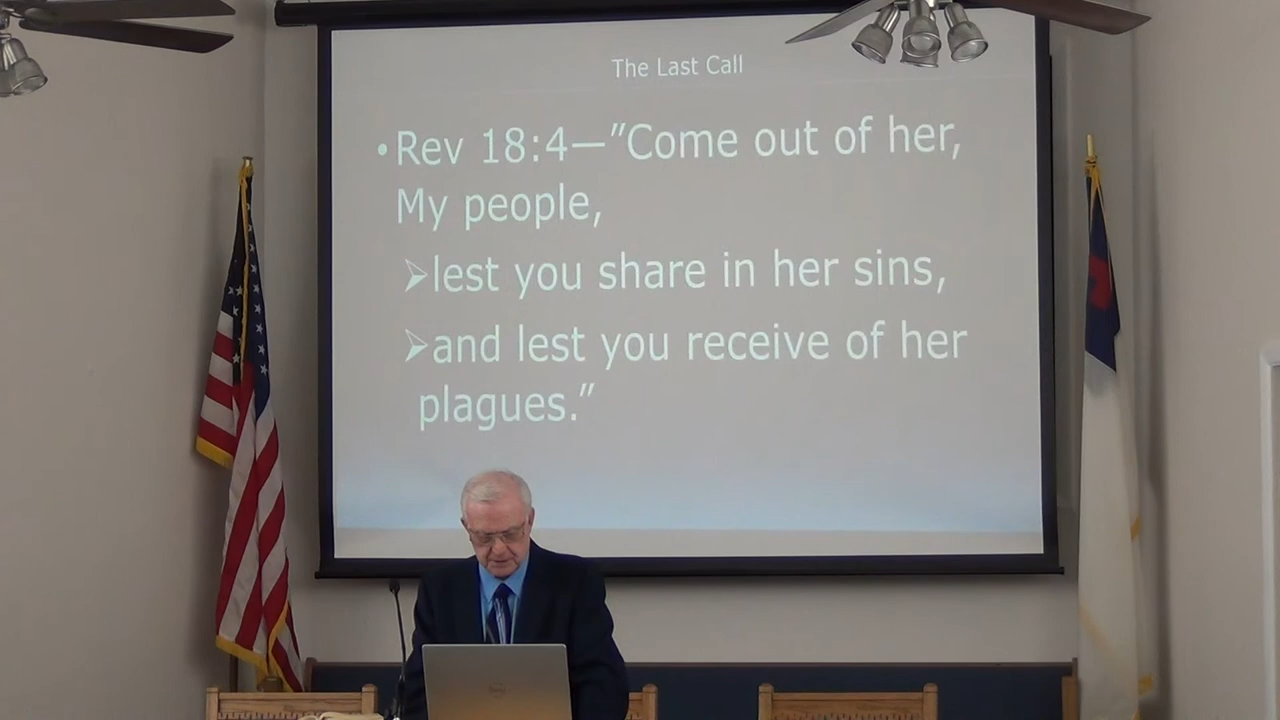 The Last Call
•Rev 18:4—”Come out of her,
My people,
➢lest you share in her sins,
➢and lest you receive of her
plagues.”